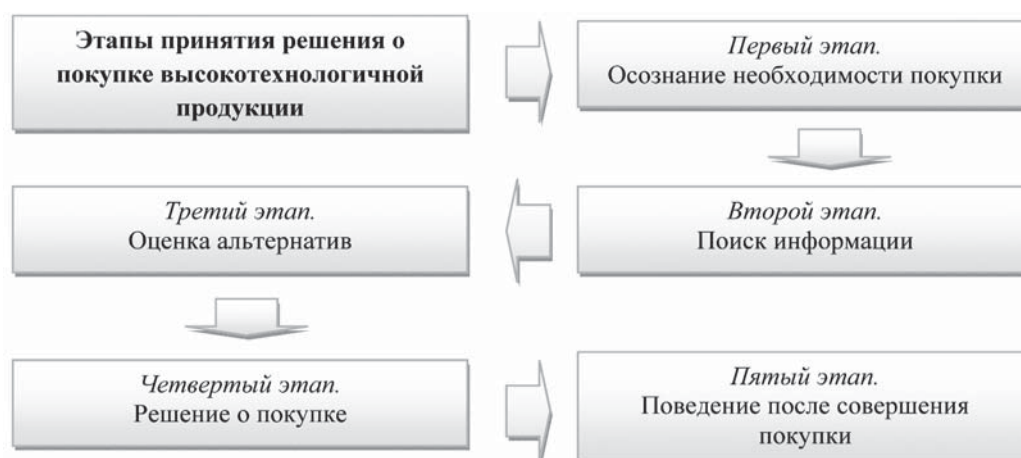 Этапы принятия решения о
покупке высокотехнологичной
продукции
Первый этап.
Осознание необходимости покупки
Второй этап.
Поиск информации
Третий этап.
Оценка альтернатив
Четвертый этап.
Решение о покупке
Пятый этап.
Поведение после совершения
покупки